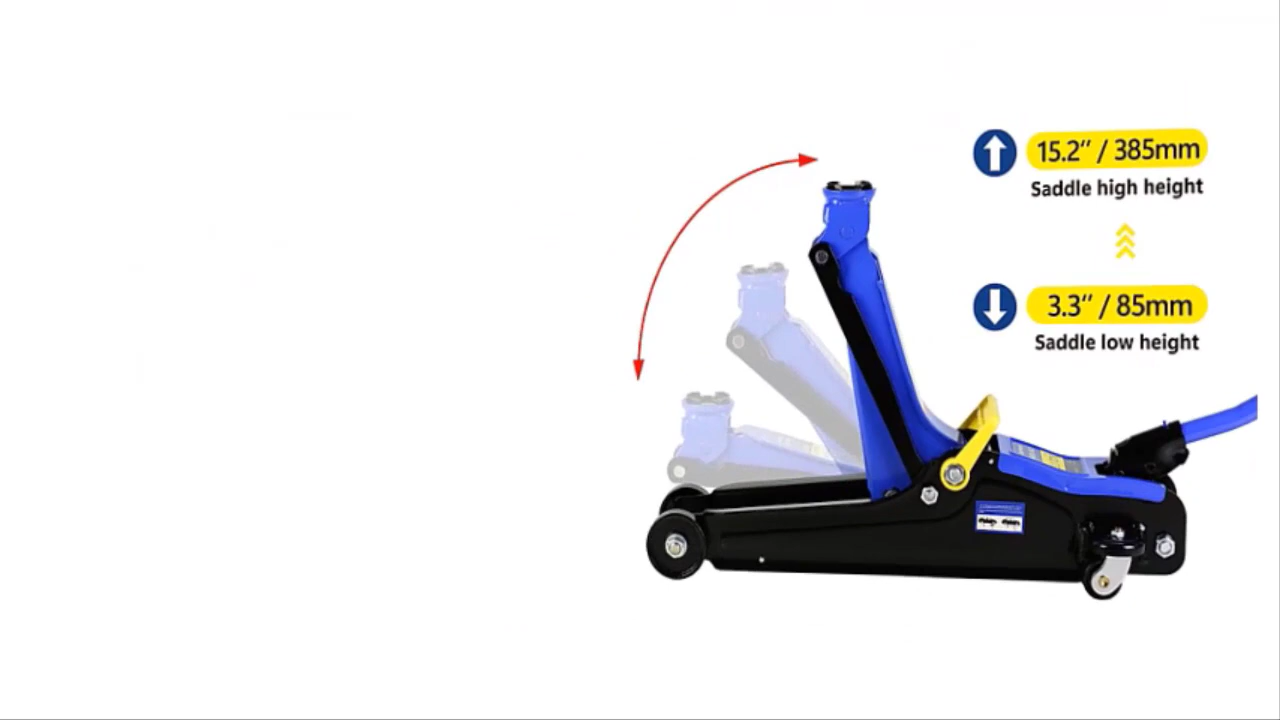 15.2″ / 385mm
Saddle high height
3.3″ / 85mm
Saddle low height